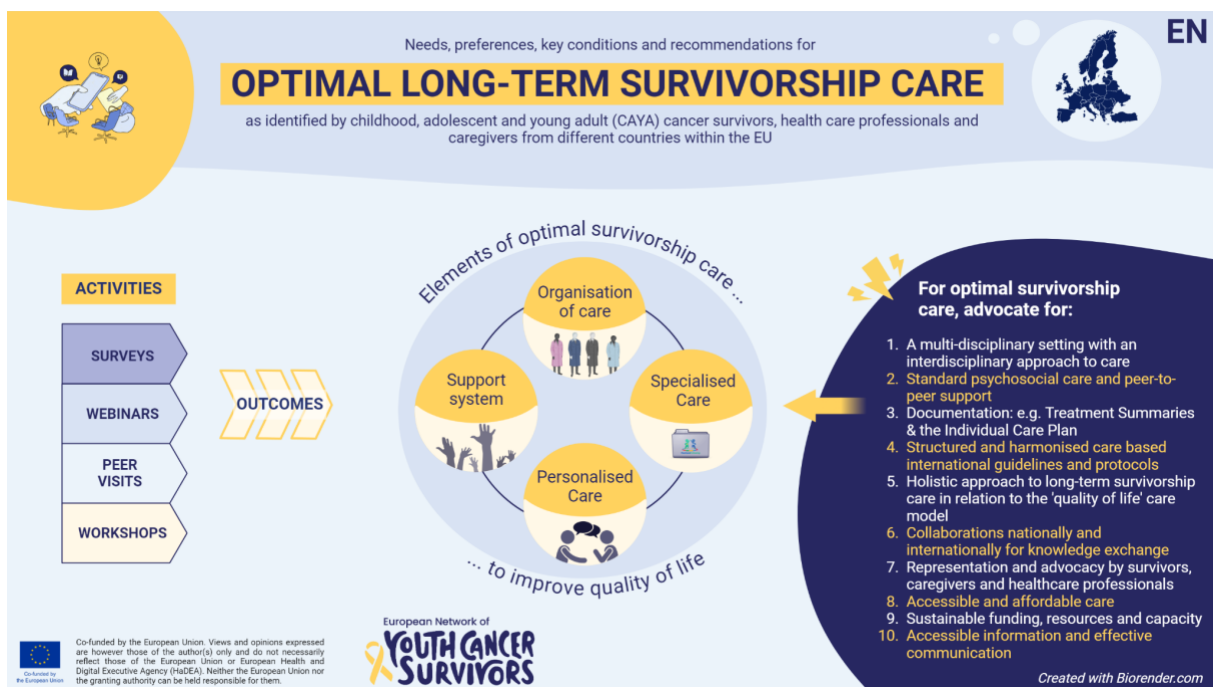 EN
Needs, preferences, key conditions and recommendations for
OPTIMAL LONG-TERM SURVIVORSHIP CARE
as identified by childhood, adolescent and young adult (CAYA) cancer survivors, health care professionals and
caregivers from different countries within the EU
ACTIVITIES
SURVEYS
WEBINARS
PEER
VISITS
WORKSHOPS
OUTCOMES
Elements of optimal survivorship care ...
Organisation
of care
Support
system
Specialised
Care
Personalised
Care
... to improve quality of life
For optimal survivorship
care, advocate for:
1. A multi-disciplinary setting with an
interdisciplinary approach to care
2. Standard psychosocial care and peer-to-
peer support
3. Documentation: e.g. Treatment Summaries
& the Individual Care Plan
4. Structured and harmonised care based
international guidelines and protocols
5. Holistic approach to long-term survivorship
care in relation to the 'quality of life' care
model
6. Collaborations nationally and
internationally for knowledge exchange
7. Representation and advocacy by survivors,
caregivers and healthcare professionals
8. Accessible and affordable care
9. Sustainable funding, resources and capacity
10. Accessible information and effective
communication
Co-funded by
the European Union
Co-funded by the European Union. Views and opinions expressed
are however those of the author(s) only and do not necessarily
reflect those of the European Union or European Health and
Digital Executive Agency (HaDEA). Neither the European Union nor
the granting authority can be held responsible for them.
European Network of
YOUTH CANCER
SURVIVORS
Created with Biorender.com